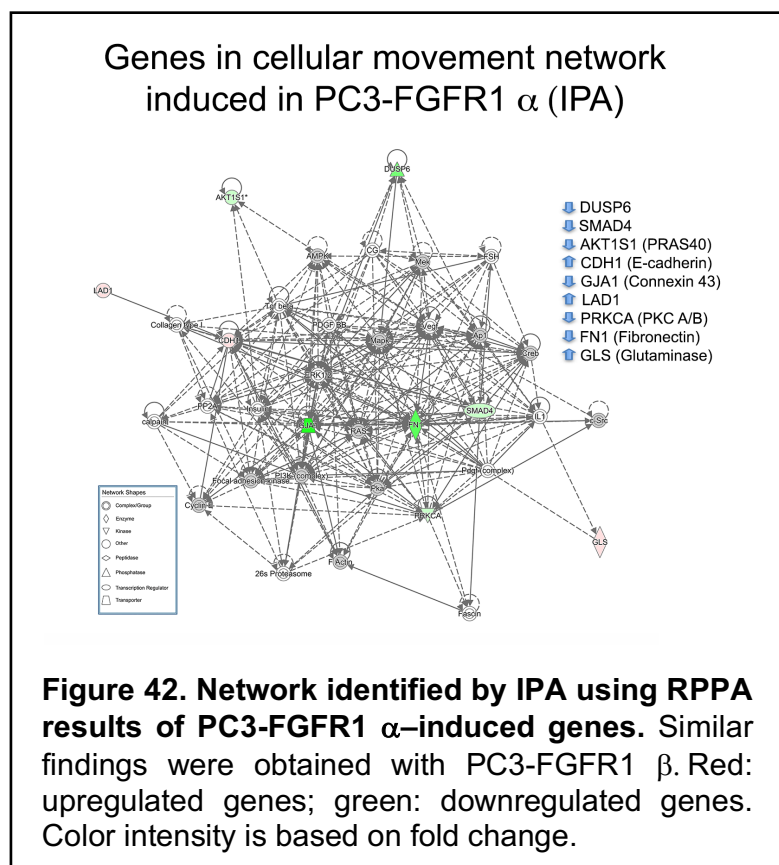 Genes in cellular movement network
induced in PC3-FGFR1 α (IPA)
DUSP6
AKT1S1*
AMPK
CG
Mek
FSH
LAD1
Tgf beta
Collagen type I
PDGF BB
Vegf
CDH1
Mapk
Ap1
Creb
ERK1/2
PP2A
Insulin
SMAD4
IL1
calpain
GJA1
RAS
FN1
c-Src
Focal adhesion kinase
PI3K (complex)
Pdgf (complex)
Cyclin E
PRKCA
GLS
26s Proteasome
F Actin
Fascin
DUSP6
SMAD4
AKT1S1 (PRAS40)
CDH1 (E-cadherin)
GJA1 (Connexin 43)
LAD1
PRKCA (PKC A/B)
FN1 (Fibronectin)
GLS (Glutaminase)
Network Shapes
Complex/Group
Enzyme
Kinase
Other
Peptidase
Phosphatase
Transcription Regulator
Transporter
Figure 42. Network identified by IPA using RPPA
results of PC3-FGFR1 α–induced genes. Similar
findings were obtained with PC3-FGFR1 β. Red:
upregulated genes; green: downregulated genes.
Color intensity is based on fold change.